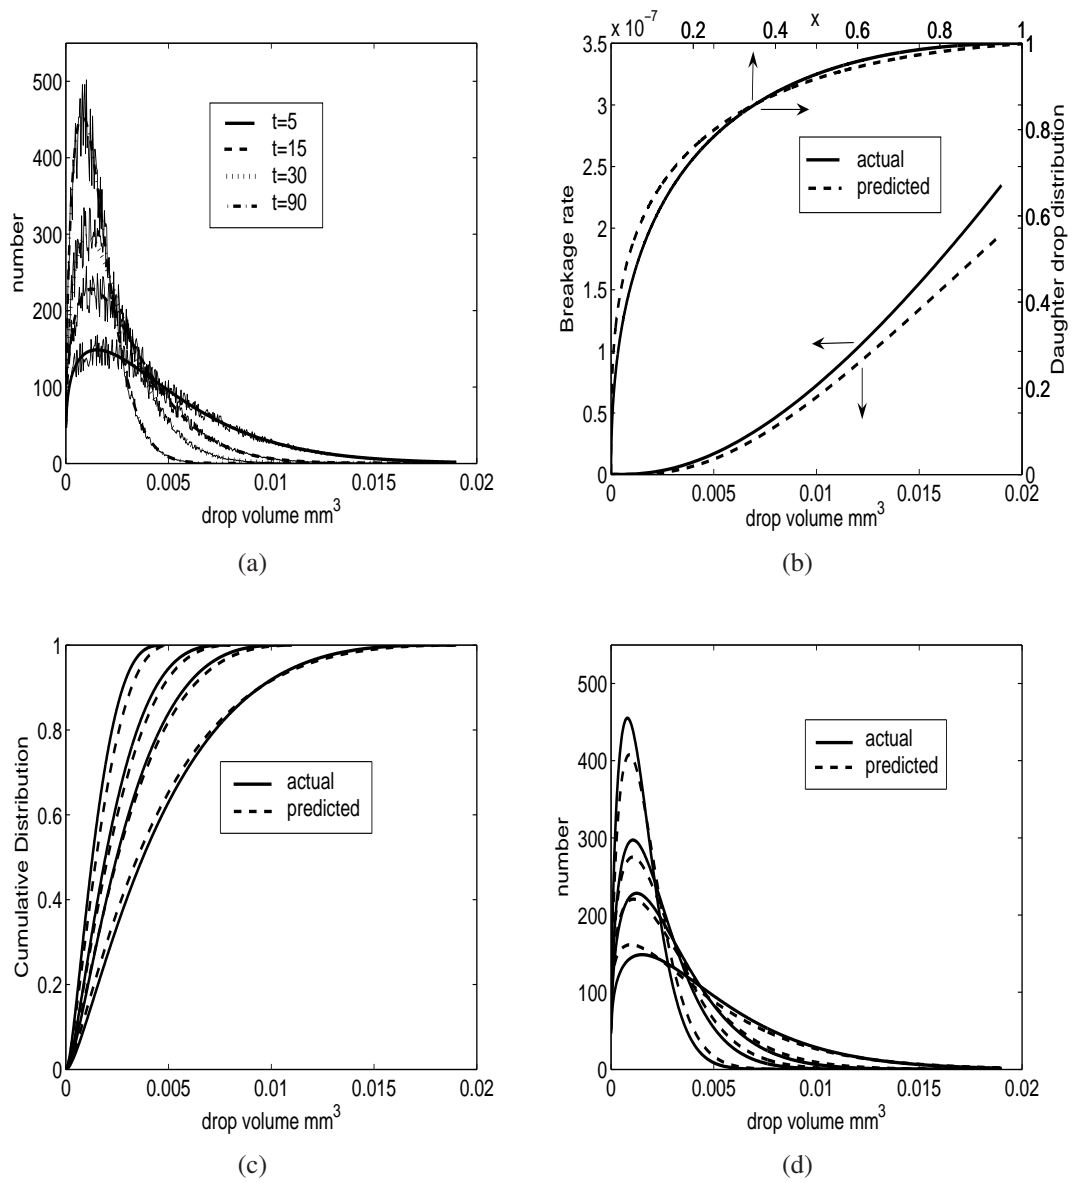 500
400
300
200
100
0
number
t=5
t=15
t=30
t=90
0
0.005
0.01
0.015
0.02
drop volume mm³
(a)
x 10⁻⁷
0.2
0.4
x
0.6
0.8
1
3.5
3
2.5
2
1.5
1
0.5
0
Breakage rate
actual
predicted
1
0.8
0.6
0.4
0.2
0
Daughter drop distribution
0
0.005
0.01
0.015
0.02
drop volume mm³
(b)
1
0.8
0.6
0.4
0.2
0
Cumulative Distribution
actual
predicted
0
0.005
0.01
0.015
0.02
drop volume mm³
(c)
500
400
300
200
100
0
number
actual
predicted
0
0.005
0.01
0.015
0.02
drop volume mm³
(d)